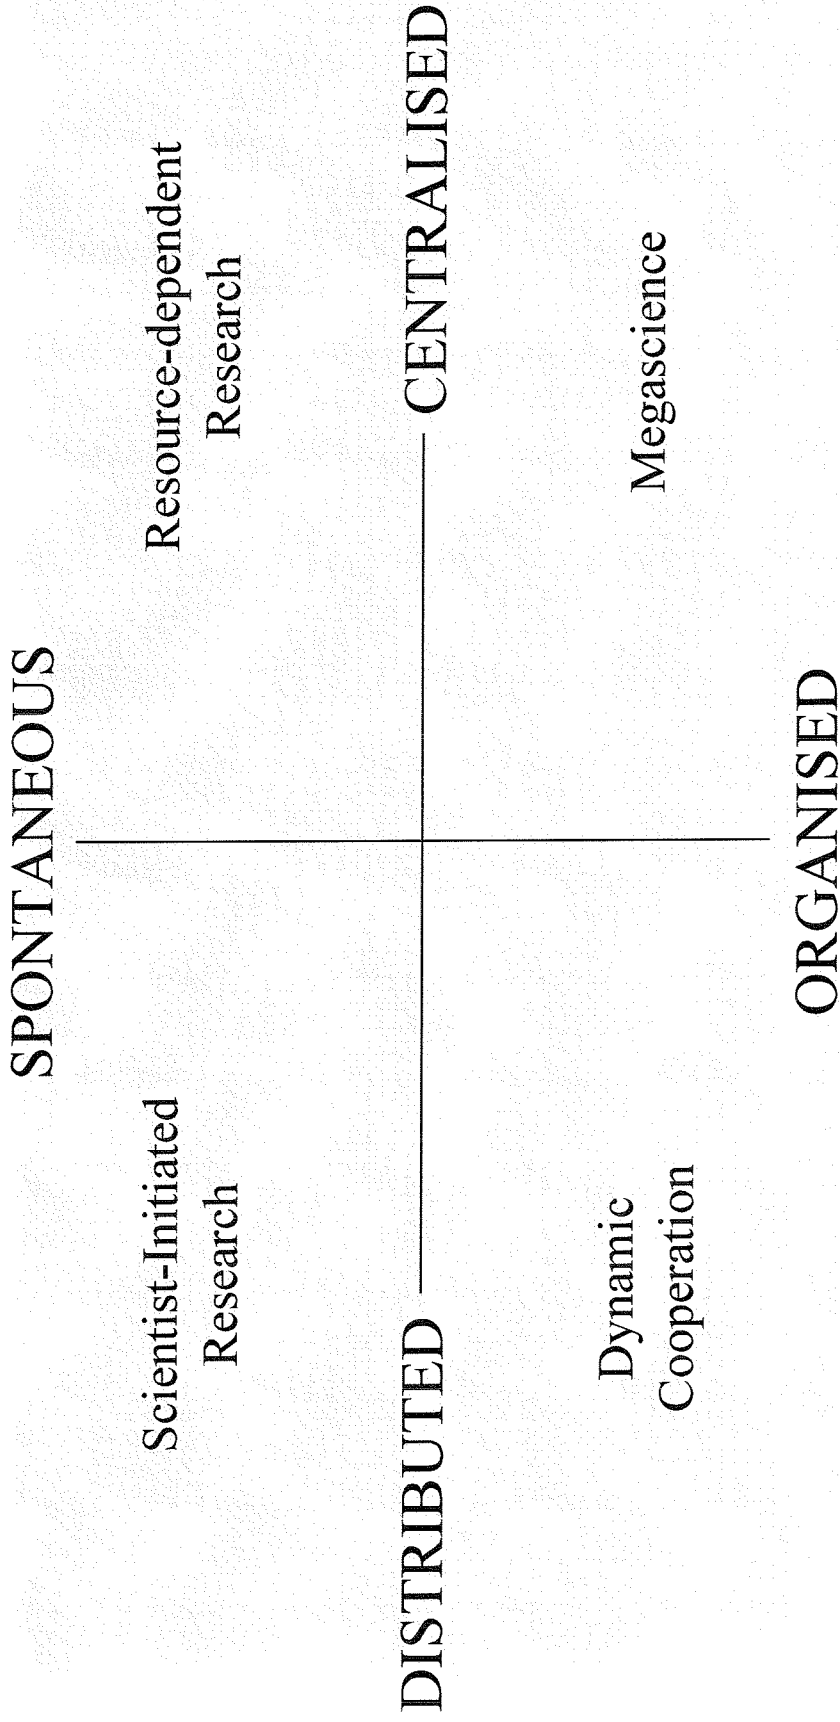 SPONTANEOUS
Scientist-Initiated
Research
Resource-dependent
Research
DISTRIBUTED
CENTRALISED
Dynamic
Cooperation
Megascience
ORGANISED